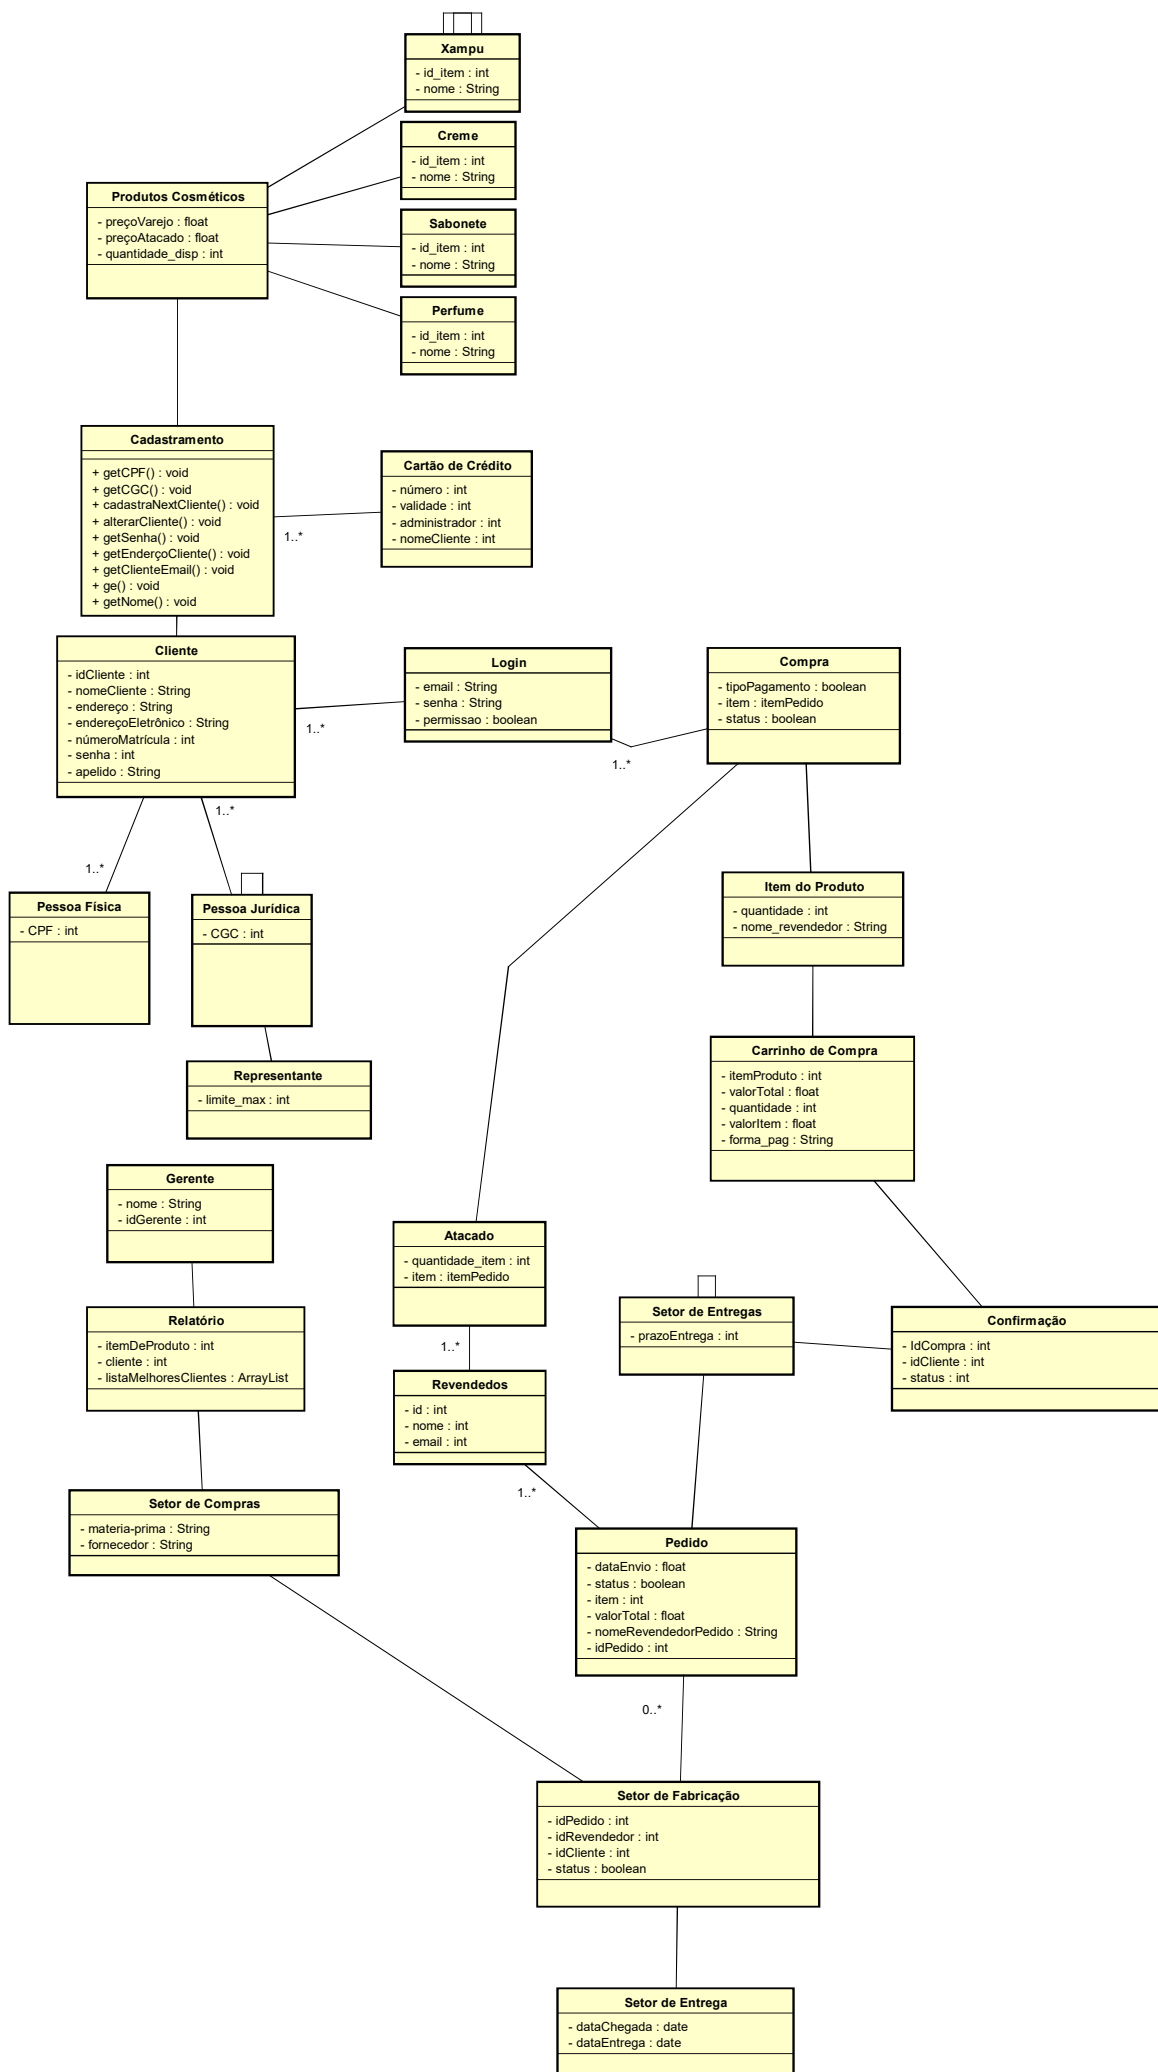 Xampu
- id_item : int
- nome : String
Creme
- id_item : int
- nome : String
Produtos Cosméticos
- preçoVarejo : float
- preçoAtacado : float
- quantidade_disp : int
Sabonete
- id_item : int
- nome : String
Perfume
- id_item : int
- nome : String
Cadastramento
+ getCPF() : void
+ getCGC() : void
+ cadastraNextCliente() : void
+ alterarCliente() : void
+ getSenha() : void
+ getEnderçoCliente() : void
+ getClienteEmail() : void
+ ge() : void
+ getNome() : void
1..*
Cartão de Crédito
- número : int
- validade : int
- administrador : int
- nomeCliente : int
Cliente
- idCliente : int
- nomeCliente : String
- endereço : String
- endereçoEletrônico : String
- númeroMatrícula : int
- senha : int
- apelido : String
1..*
Login
- email : String
- senha : String
- permissao : boolean
1..*
Compra
- tipoPagamento : boolean
- item : itemPedido
- status : boolean
1..*
1..*
Pessoa Física
- CPF : int
Pessoa Jurídica
- CGC : int
Item do Produto
- quantidade : int
- nome_revendedor : String
Representante
- limite_max : int
Carrinho de Compra
- itemProduto : int
- valorTotal : float
- quantidade : int
- valorItem : float
- forma_pag : String
Gerente
- nome : String
- idGerente : int
Atacado
- quantidade_item : int
- item : itemPedido
1..*
Relatório
- itemDeProduto : int
- cliente : int
- listaMelhoresClientes : ArrayList
Setor de Entregas
- prazoEntrega : int
Confirmação
- IdCompra : int
- idCliente : int
- status : int
Revendedos
- id : int
- nome : int
- email : int
1..*
Setor de Compras
- materia-prima : String
- fornecedor : String
Pedido
- dataEnvio : float
- status : boolean
- item : int
- valorTotal : float
- nomeRevendedorPedido : String
- idPedido : int
0..*
Setor de Fabricação
- idPedido : int
- idRevendedor : int
- idCliente : int
- status : boolean
Setor de Entrega
- dataChegada : date
- dataEntrega : date